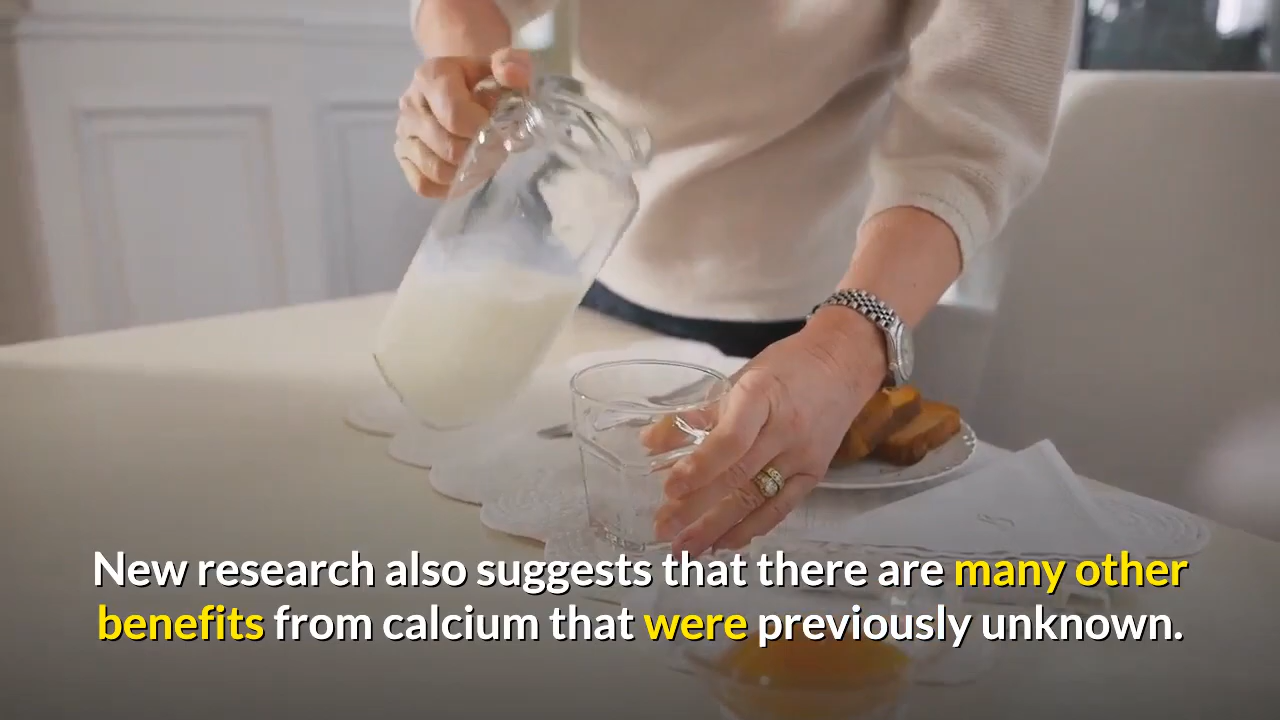 New research also suggests that there are many other
benefits from calcium that were previously unknown.